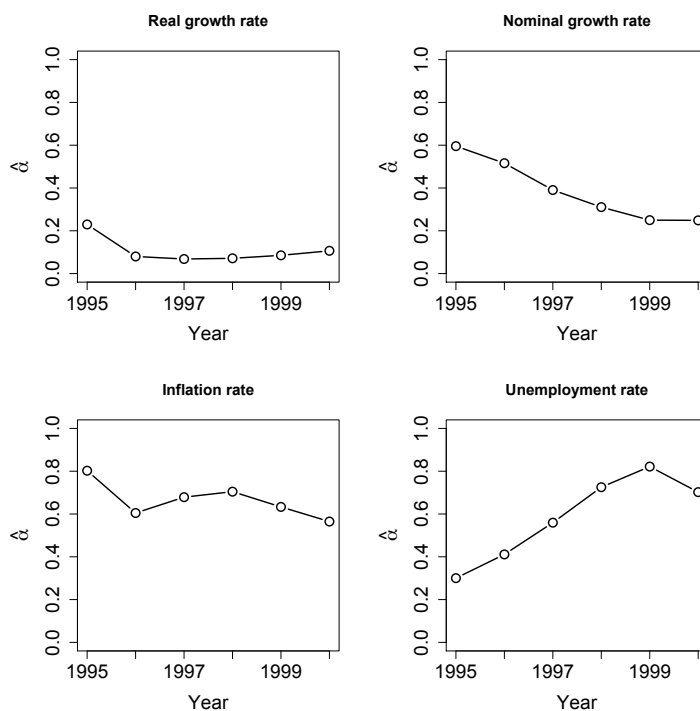 Real growth rate
1.0
0.8
0.6
0.4
0.2
0.0
α̂
1995 1997 1999
Year
Nominal growth rate
1.0
0.8
0.6
0.4
0.2
0.0
α̂
1995 1997 1999
Year
Inflation rate
1.0
0.8
0.6
0.4
0.2
0.0
α̂
1995 1997 1999
Year
Unemployment rate
1.0
0.8
0.6
0.4
0.2
0.0
α̂
1995 1997 1999
Year